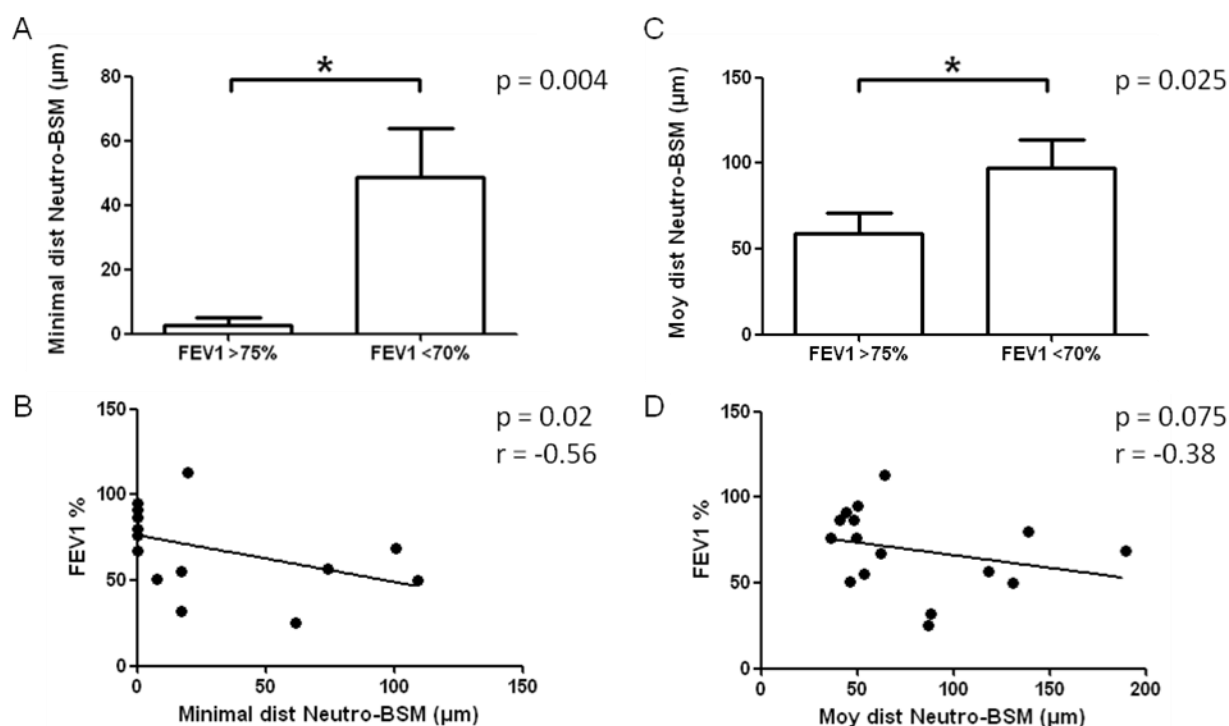 A
*
p = 0.004
Minimal dist Neutro-BSM (µm)
80
60
40
20
0
FEV1 >75%
FEV1 <70%
C
*
p = 0.025
Moy dist Neutro-BSM (µm)
150
100
50
0
FEV1 >75%
FEV1 <70%
B
p = 0.02
r = -0.56
FEV1 %
150
100
50
0
0
50
100
150
Minimal dist Neutro-BSM (µm)
D
p = 0.075
r = -0.38
FEV1 %
150
100
50
0
0
50
100
150
200
Moy dist Neutro-BSM (µm)